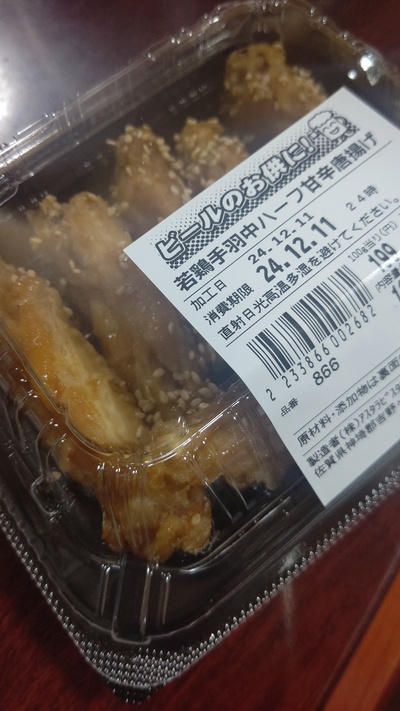 ビールのお供に!
若鶏手羽中ハーフ甘辛唐揚げ
加工日 24.12.11
消費期限 24.12.11 24時
直射日光高温多湿を避けてください。
100g当り(円)
199
2 233866 002682
品番 866
原材料・添加物は裏面
製造者(株)アスタラビスタ
佐賀県神埼郡吉野